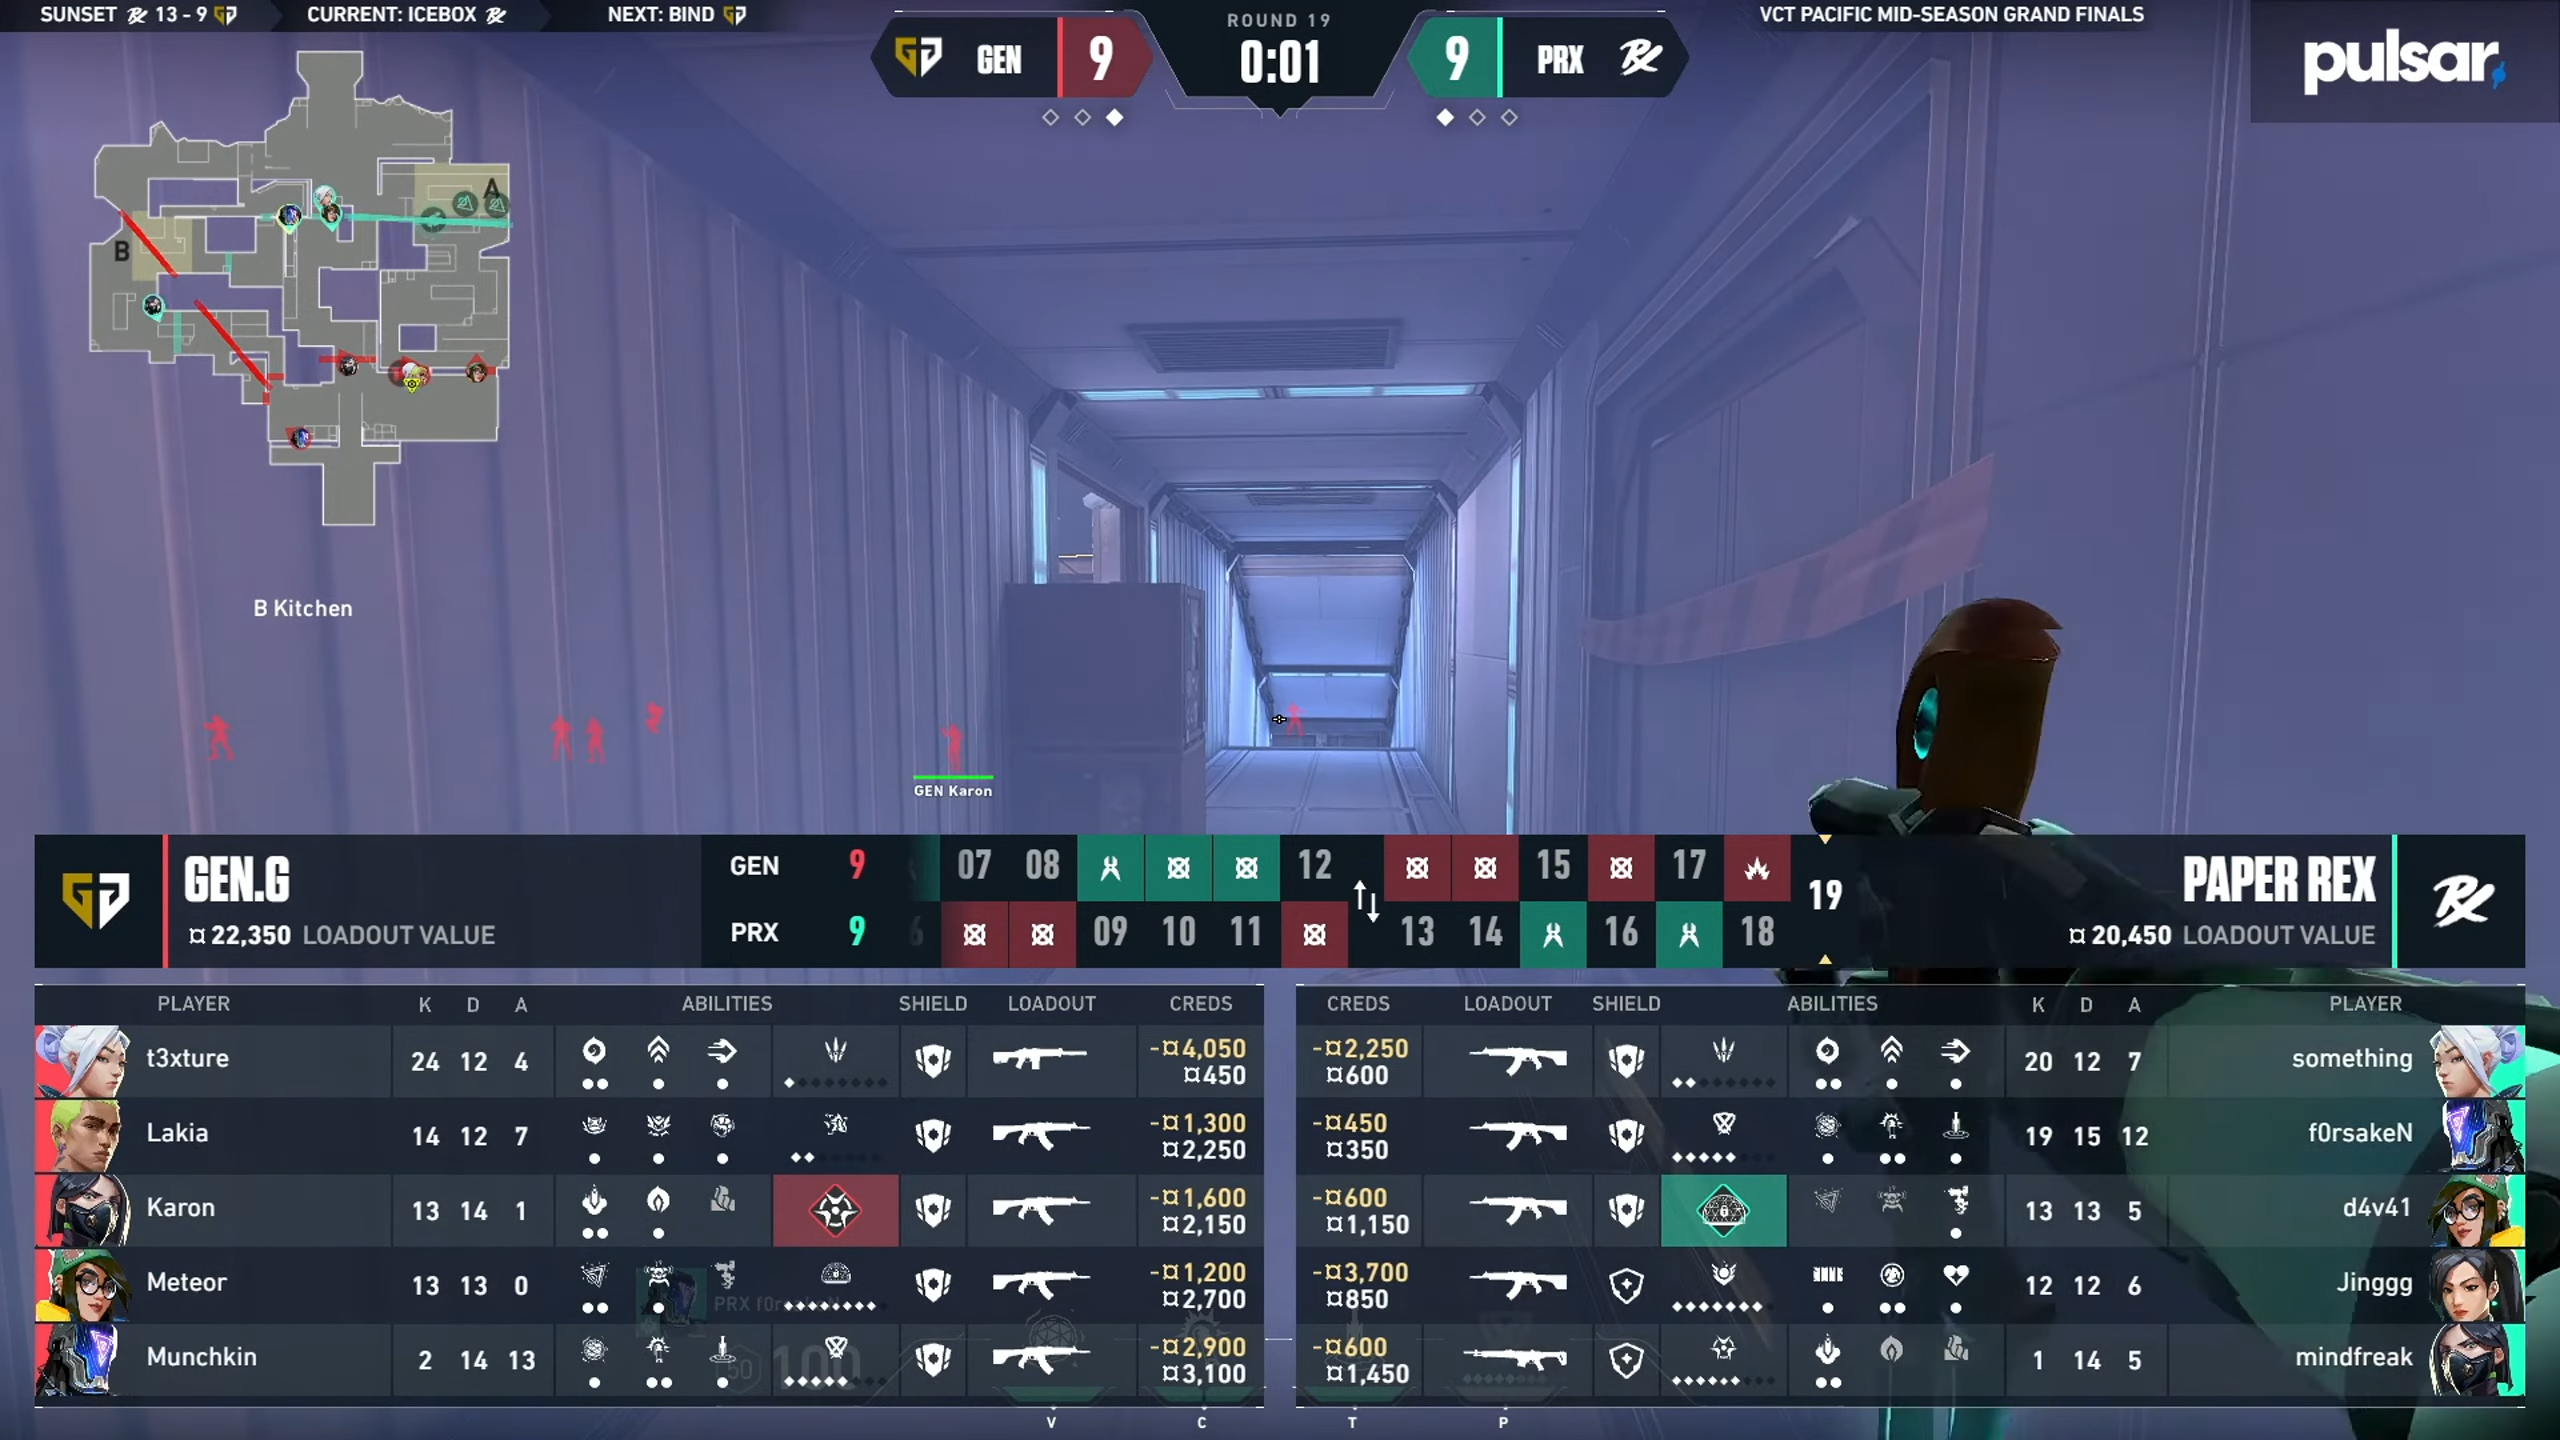 SUNSET 13 - 9
CURRENT: ICEBOX
NEXT: BIND
GEN 9
ROUND 19
0:01
9 PRX
VCT PACIFIC MID-SEASON GRAND FINALS
pulsar
A
B
B Kitchen
GEN Karon
GEN.G
22,350 LOADOUT VALUE
GEN 9 07 08 12 15 17
PRX 9 6 09 10 11 13 14 16 18
19
PAPER REX
20,450 LOADOUT VALUE
PLAYER K D A ABILITIES SHIELD LOADOUT CREDS
t3xture 24 12 4 -4,050
450
Lakia 14 12 7 -1,300
2,250
Karon 13 14 1 -1,600
2,150
Meteor 13 13 0 -1,200
2,700
PRX f0rsakeN
Munchkin 2 14 13 -2,900
3,100
50 100
CREDS LOADOUT SHIELD ABILITIES K D A PLAYER
-2,250 20 12 7 something
600
-450 19 15 12 f0rsakeN
350
-600 13 13 5 d4v41
1,150
-3,700 12 12 6 Jinggg
850
-600 1 14 5 mindfreak
1,450
V C T P